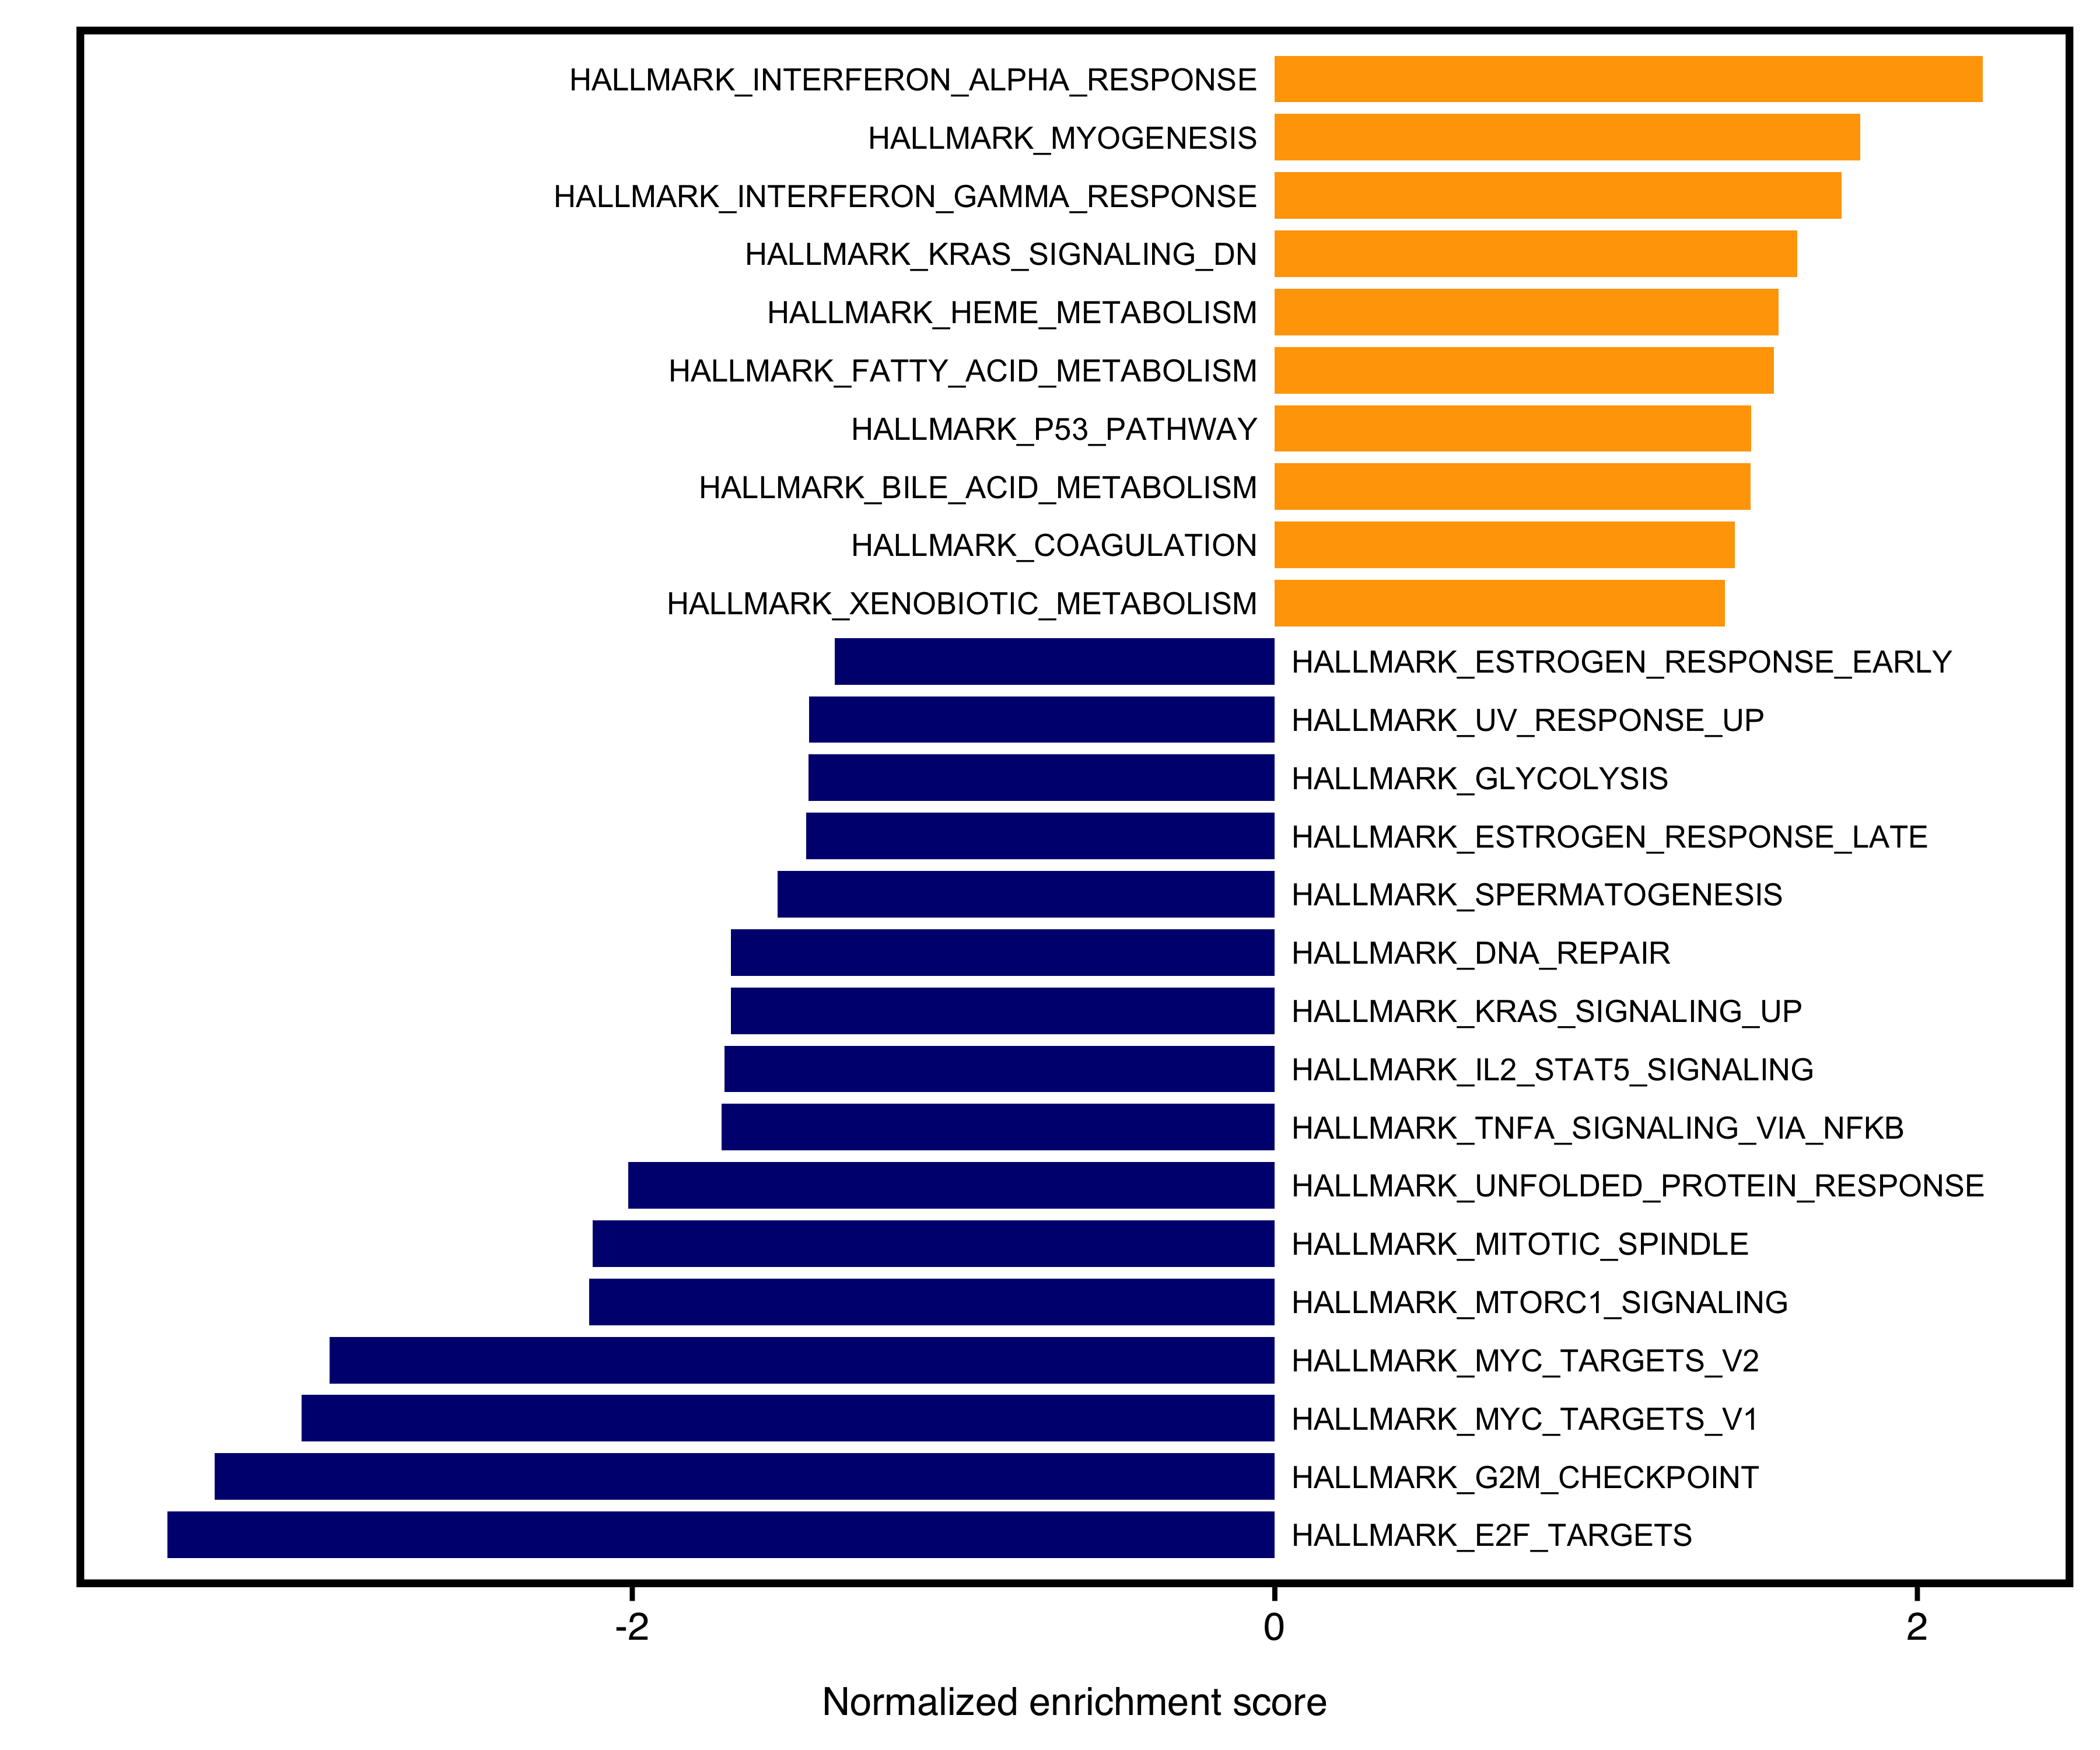 HALLMARK_INTERFERON_ALPHA_RESPONSE
HALLMARK_MYOGENESIS
HALLMARK_INTERFERON_GAMMA_RESPONSE
HALLMARK_KRAS_SIGNALING_DN
HALLMARK_HEME_METABOLISM
HALLMARK_FATTY_ACID_METABOLISM
HALLMARK_P53_PATHWAY
HALLMARK_BILE_ACID_METABOLISM
HALLMARK_COAGULATION
HALLMARK_XENOBIOTIC_METABOLISM
HALLMARK_ESTROGEN_RESPONSE_EARLY
HALLMARK_UV_RESPONSE_UP
HALLMARK_GLYCOLYSIS
HALLMARK_ESTROGEN_RESPONSE_LATE
HALLMARK_SPERMATOGENESIS
HALLMARK_DNA_REPAIR
HALLMARK_KRAS_SIGNALING_UP
HALLMARK_IL2_STAT5_SIGNALING
HALLMARK_TNFA_SIGNALING_VIA_NFKB
HALLMARK_UNFOLDED_PROTEIN_RESPONSE
HALLMARK_MITOTIC_SPINDLE
HALLMARK_MTORC1_SIGNALING
HALLMARK_MYC_TARGETS_V2
HALLMARK_MYC_TARGETS_V1
HALLMARK_G2M_CHECKPOINT
HALLMARK_E2F_TARGETS
-2 0 2
Normalized enrichment score